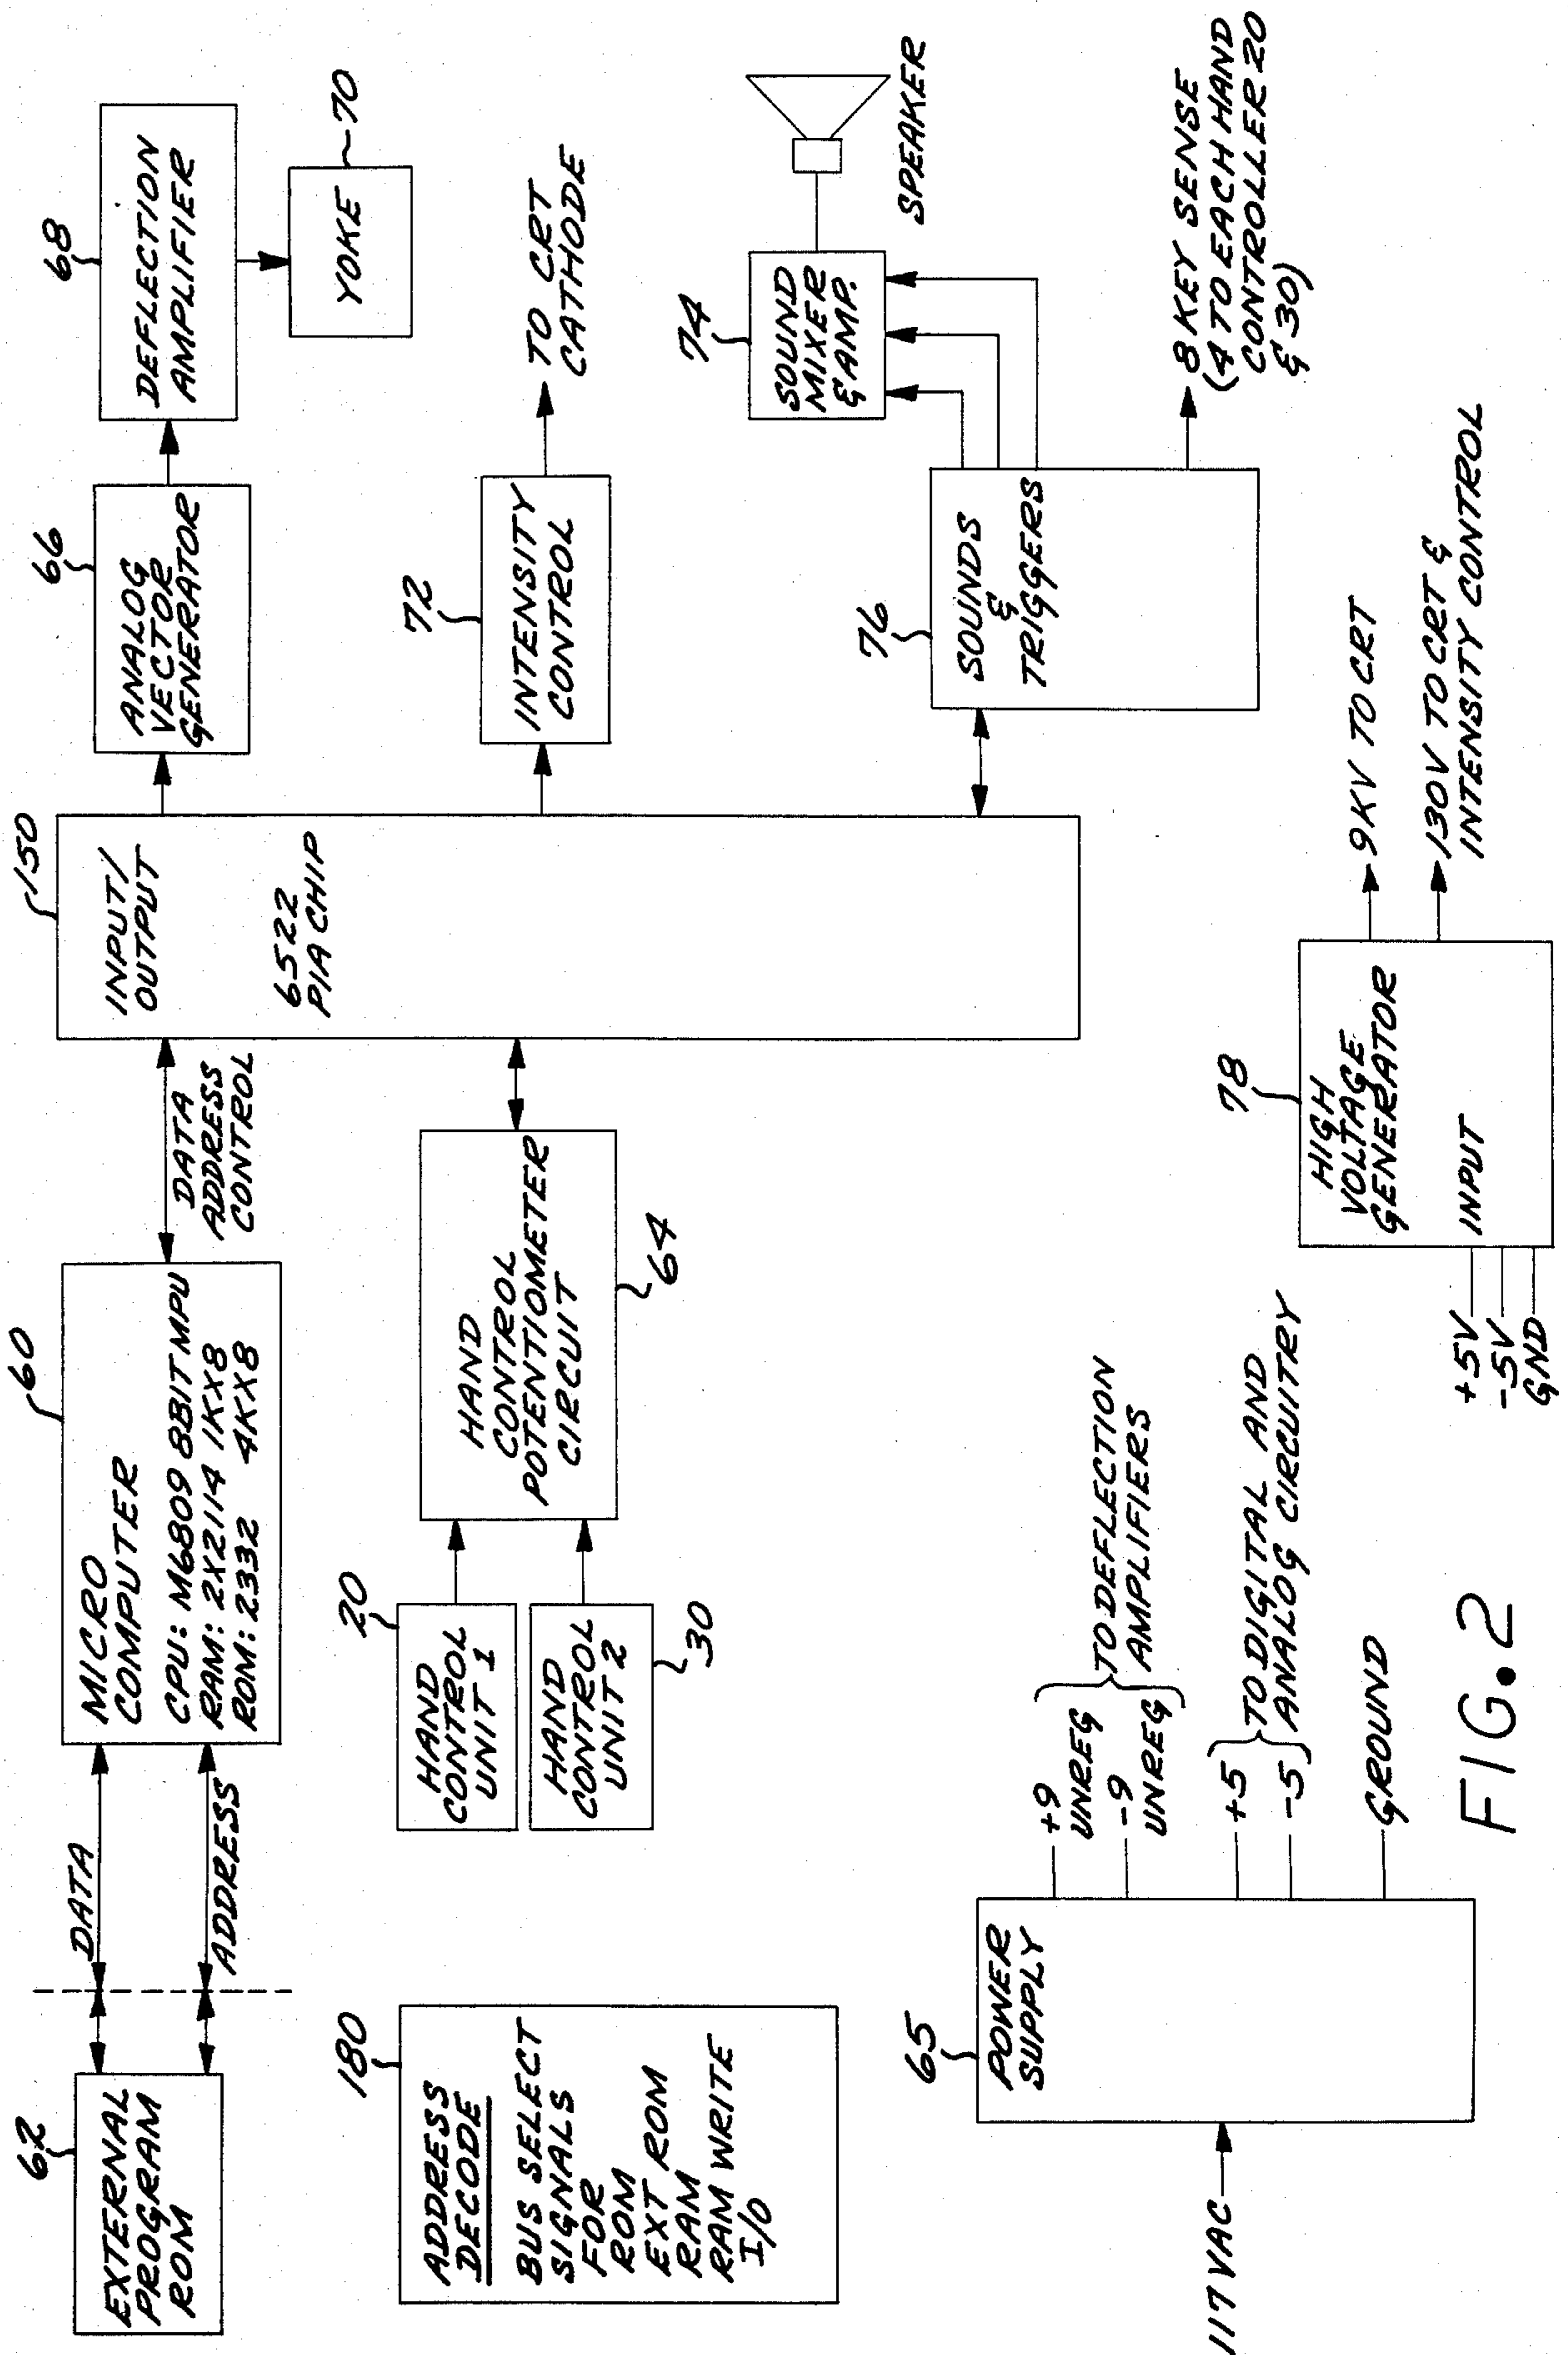 62
EXTERNAL
PROGRAM
ROM
DATA
ADDRESS
60
MICRO
COMPUTER
CPU: M6809 8BIT MPU
RAM: 2X2114 1KX8
ROM: 2332 4KX8
DATA
ADDRESS
CONTROL
150
INPUT/
OUTPUT
6522
PIA CHIP
66
ANALOG
VECTOR
GENERATOR
68
DEFLECTION
AMPLIFIER
YOKE
70
180
ADDRESS
DECODE
BUS SELECT
SIGNALS
FOR
ROM
EXT ROM
RAM
RAM WRITE
I/O
20
HAND
CONTROL
UNIT 1
HAND
CONTROL
UNIT 2
30
HAND
CONTROL
POTENTIOMETER
CIRCUIT
64
72
INTENSITY
CONTROL
TO CRT
CATHODE
74
SOUND
MIXER
& AMP.
SPEAKER
76
SOUNDS
&
TRIGGERS
8 KEY SENSE
(4 TO EACH HAND
CONTROLLER 20
& 30)
117 VAC
65
POWER
SUPPLY
+9
UNREG
-9
UNREG
TO DEFLECTION
AMPLIFIERS
+5
-5
TO DIGITAL AND
ANALOG CIRCUITRY
GROUND
78
HIGH
VOLTAGE
GENERATOR
INPUT
+5V
-5V
GND
9KV TO CRT
130V TO CRT &
INTENSITY CONTROL
FIG. 2